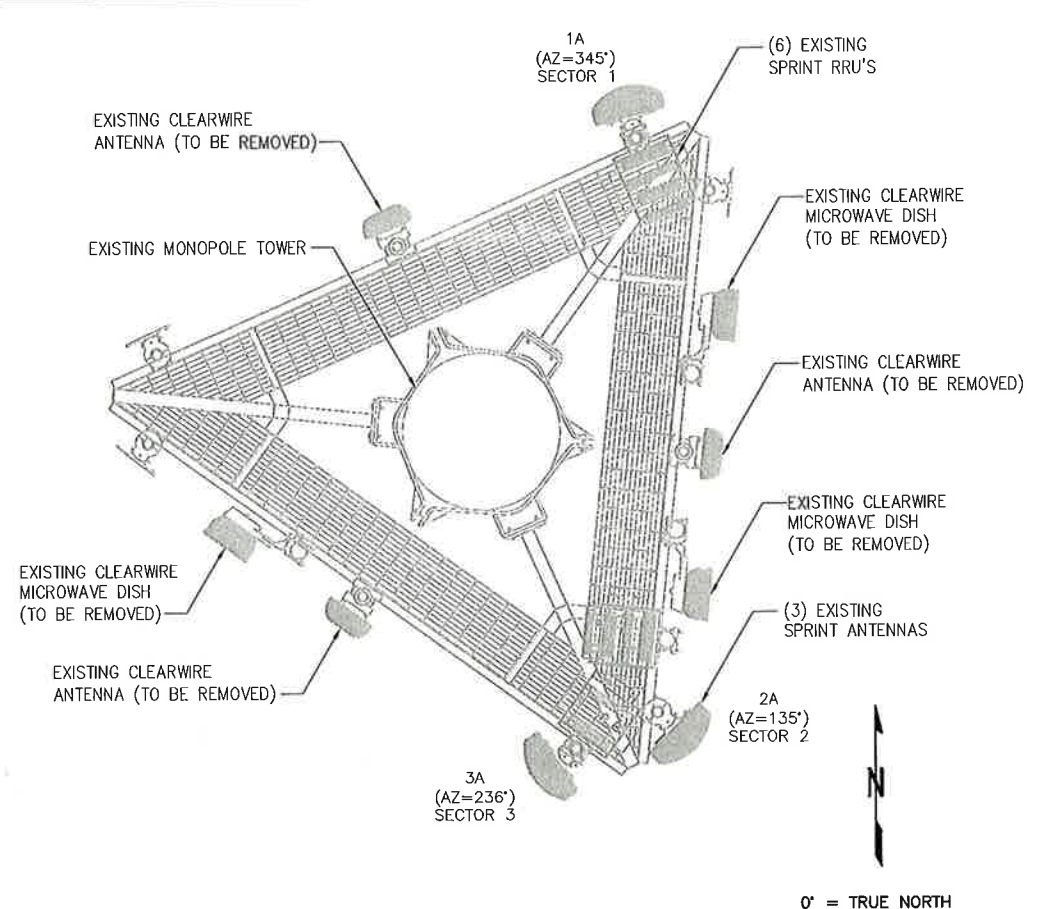 1A
(AZ=345°)
SECTOR 1
(6) EXISTING
SPRINT RRU'S
EXISTING CLEARWIRE
ANTENNA (TO BE REMOVED)
EXISTING CLEARWIRE
MICROWAVE DISH
(TO BE REMOVED)
EXISTING MONOPOLE TOWER
EXISTING CLEARWIRE
ANTENNA (TO BE REMOVED)
EXISTING CLEARWIRE
MICROWAVE DISH
(TO BE REMOVED)
EXISTING CLEARWIRE
MICROWAVE DISH
(TO BE REMOVED)
(3) EXISTING
SPRINT ANTENNAS
EXISTING CLEARWIRE
ANTENNA (TO BE REMOVED)
2A
(AZ=135°)
SECTOR 2
3A
(AZ=236°)
SECTOR 3
N
0° = TRUE NORTH